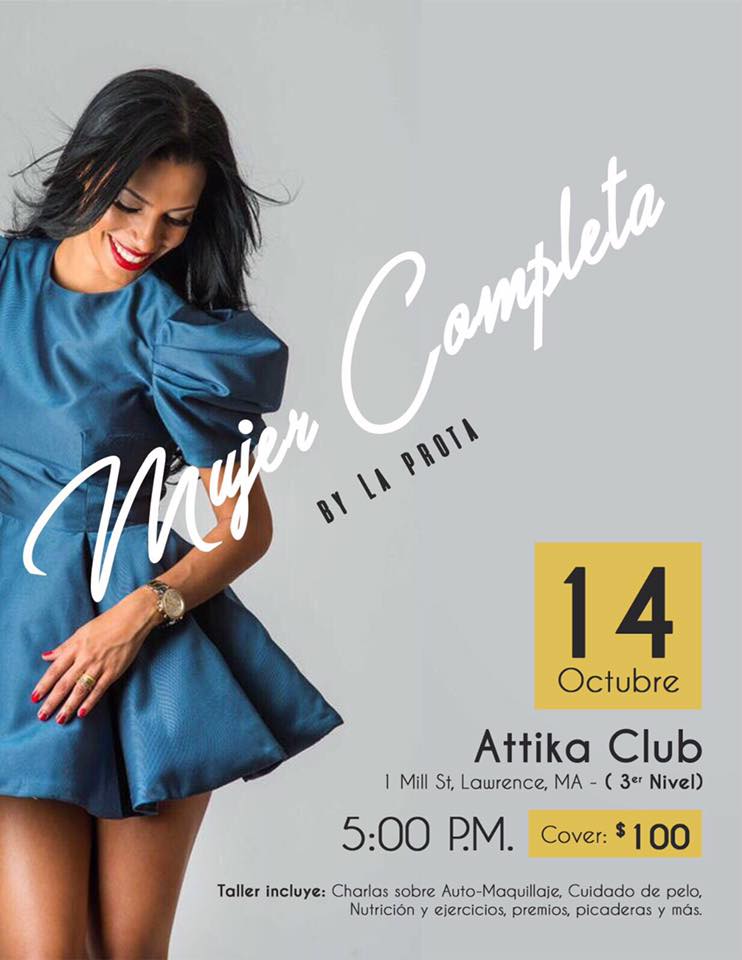 Mujer Completa
BY LA PROTA
14
Octubre
Attika Club
1 Mill St, Lawrence, MA - ( 3er Nivel)
5:00 P.M. Cover: $100
Taller incluye: Charlas sobre Auto-Maquillaje, Cuidado de pelo,
Nutrición y ejercicios, premios, picaderas y más.